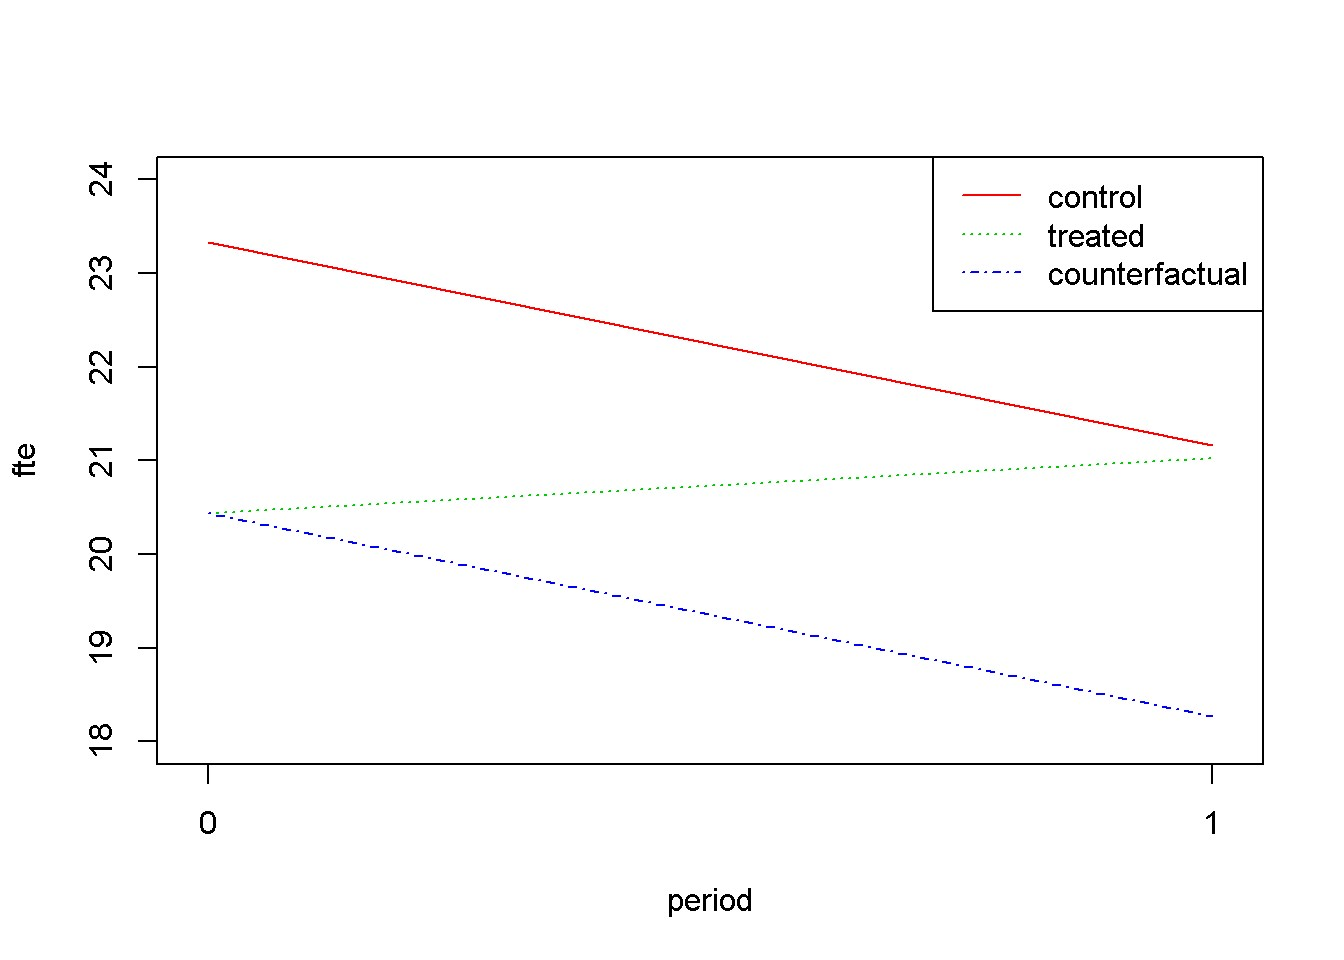 24
23
22
21
20
19
18
fte
control
treated
counterfactual
0
1
period